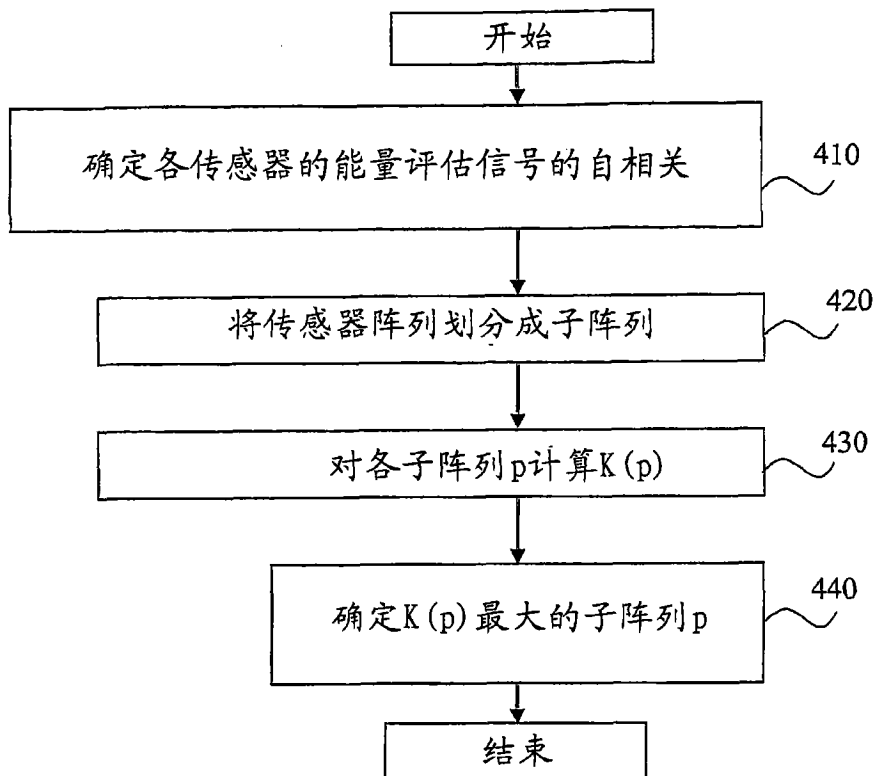 开始
确定各传感器的能量评估信号的自相关
410
将传感器阵列划分成子阵列
420
对各子阵列p计算K(p)
430
确定K(p)最大的子阵列p
440
结束